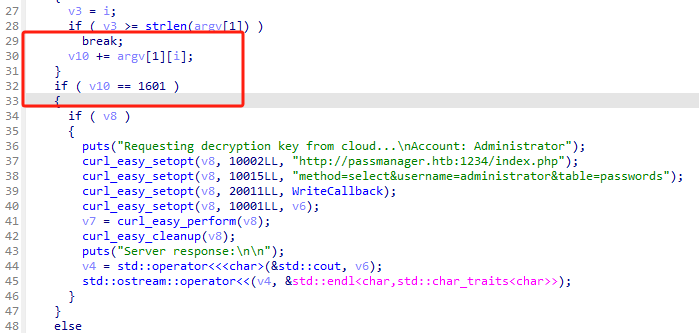 27 v3 = i;
28 if ( v3 >= strlen(argv[1]) )
29 break;
30 v10 += argv[1][i];
31 }
32 if ( v10 == 1601 )
33 {
34 if ( v8 )
35 {
36 puts("Requesting decryption key from cloud...\nAccount: Administrator");
37 curl_easy_setopt(v8, 10002LL, "http://passmanager.htb:1234/index.php");
38 curl_easy_setopt(v8, 10015LL, "method=select&username=administrator&table=passwords");
39 curl_easy_setopt(v8, 20011LL, WriteCallback);
40 curl_easy_setopt(v8, 10001LL, v6);
41 v7 = curl_easy_perform(v8);
42 curl_easy_cleanup(v8);
43 puts("Server response:\n\n");
44 v4 = std::operator<<<char>(&std::cout, v6);
45 std::ostream::operator<<(v4, &std::endl<char,std::char_traits<char>>);
46 }
47 }
48 else